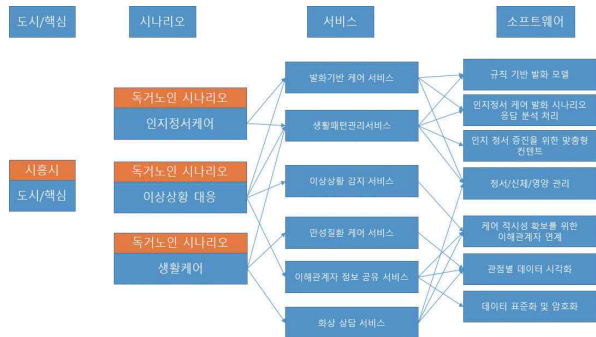 도시/핵심
시나리오
서비스
소프트웨어
시흥시
도시/핵심
독거노인 시나리오
인지정서케어
독거노인 시나리오
이상상황 대응
독거노인 시나리오
생활케어
발화기반 케어 서비스
생활패턴관리서비스
이상상황 감지 서비스
만성질환 케어 서비스
이해관계자 정보 공유 서비스
화상 상담 서비스
규칙 기반 발화 모델
인지정서 케어 발화 시나리오
응답 분석 처리
인지 정서 증진을 위한 맞춤형
컨텐트
정서/신체/영양 관리
케어 적시성 확보를 위한
이해관계자 연계
관점별 데이터 시각화
데이터 표준화 및 암호화